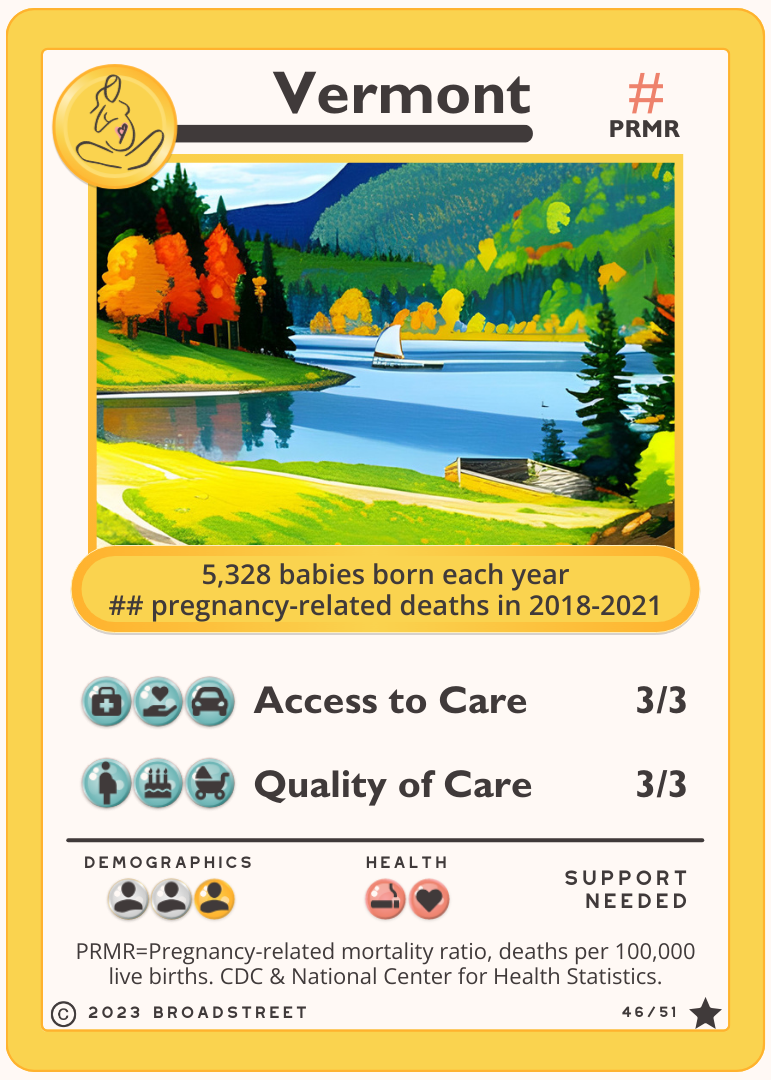 Vermont
#
PRMR
5,328 babies born each year
## pregnancy-related deaths in 2018-2021
Access to Care 3/3
Quality of Care 3/3
DEMOGRAPHICS
HEALTH
SUPPORT
NEEDED
PRMR=Pregnancy-related mortality ratio, deaths per 100,000
live births. CDC & National Center for Health Statistics.
© 2023 BROADSTREET 46/51